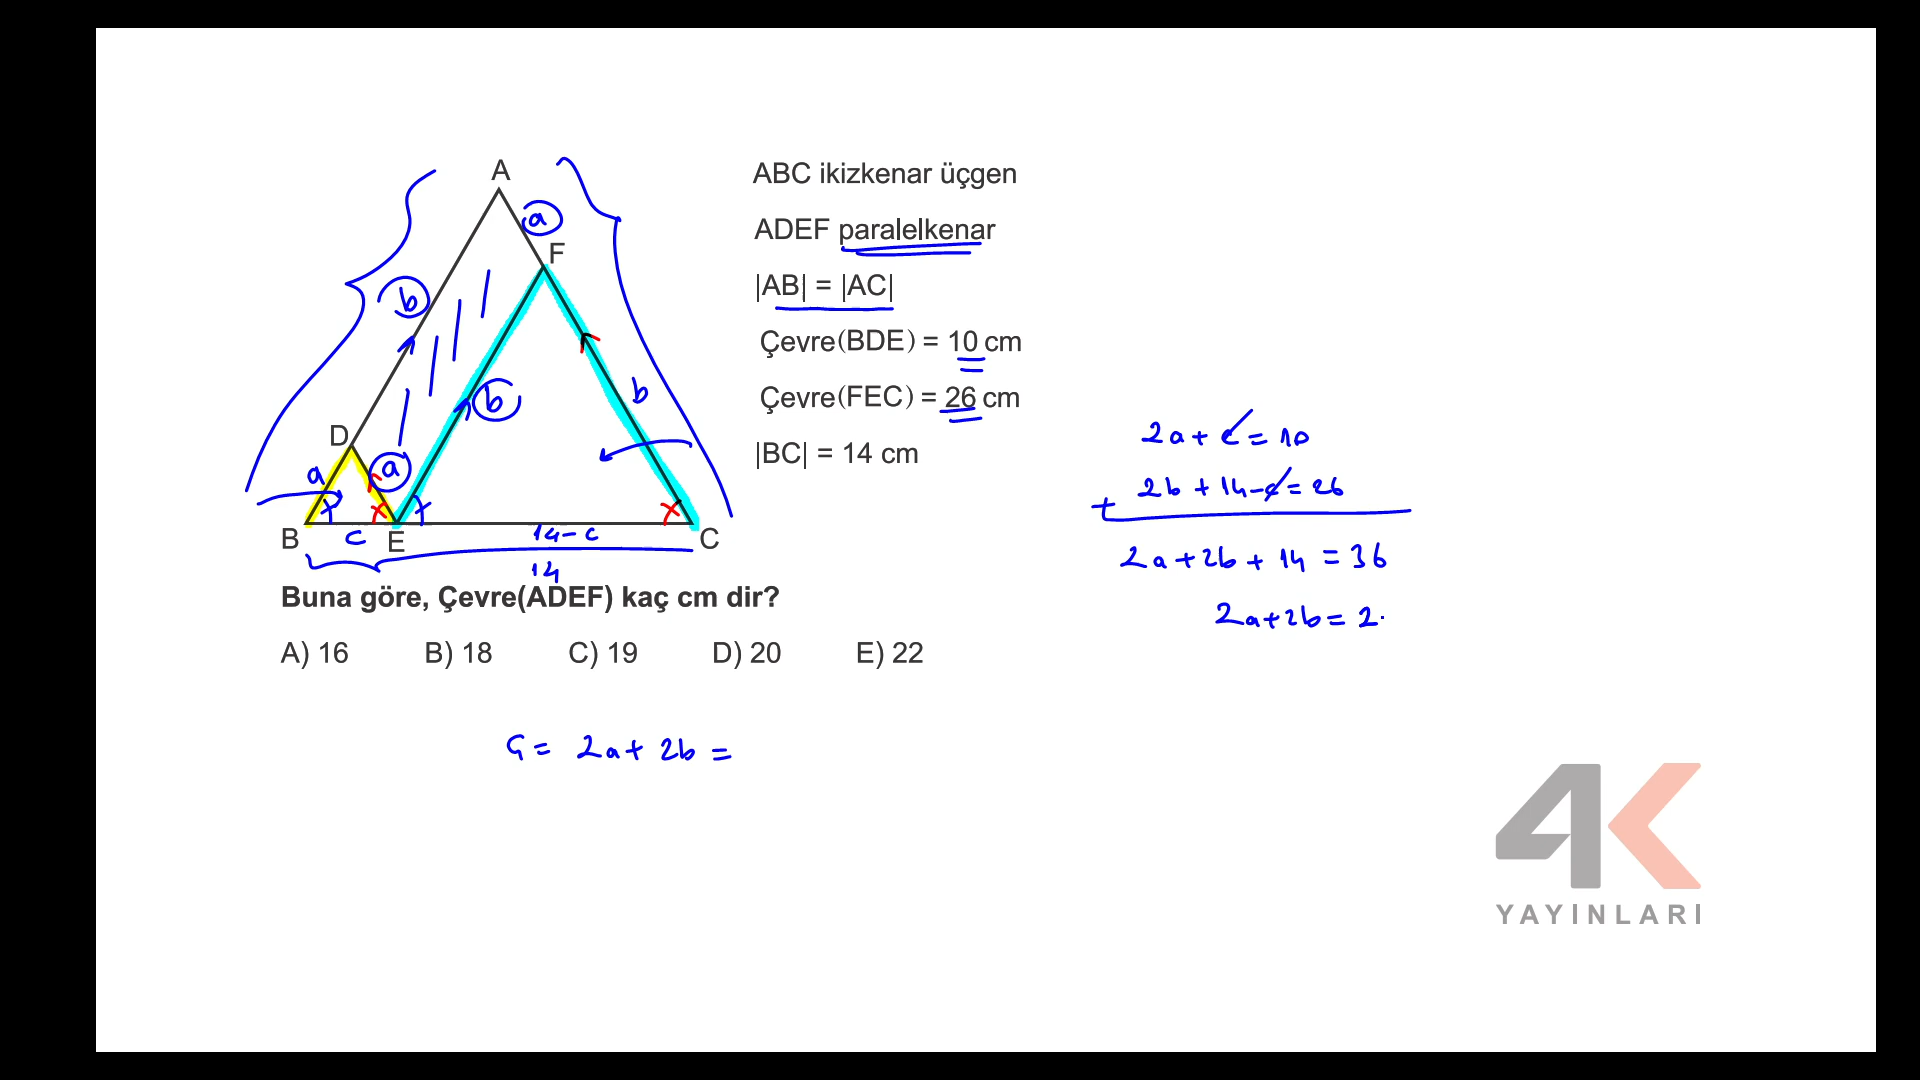 A
a
F
b
b
b
D
a
a
x
x
x
x
B
c
E
14-c
C
14
ABC ikizkenar üçgen
ADEF paralelkenar
|AB| = |AC|
Çevre(BDE) = 10 cm
Çevre(FEC) = 26 cm
|BC| = 14 cm
Buna göre, Çevre(ADEF) kaç cm dir?
A) 16 B) 18 C) 19 D) 20 E) 22
Ç = 2a + 2b =
2a + c = 10
2b + 14 - c = 26
+
2a + 2b + 14 = 36
2a + 2b = 2
4K
YAYINLARI